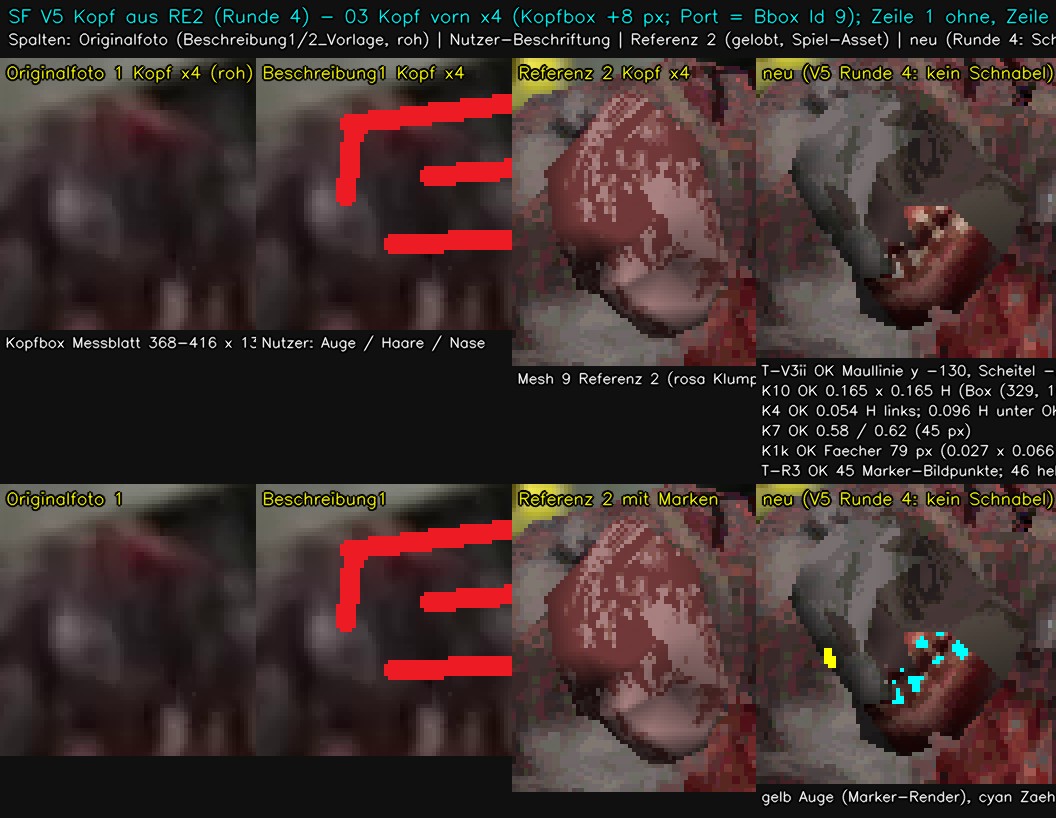 SF V5 Kopf aus RE2 (Runde 4) – 03 Kopf vorn x4 (Kopfbox +8 px; Port = Bbox Id 9); Zeile 1 ohne, Zeile
Spalten: Originalfoto (Beschreibung1/2_Vorlage, roh) | Nutzer-Beschriftung | Referenz 2 (gelobt, Spiel-Asset) | neu (Runde 4: Sch
Originalfoto 1 Kopf x4 (roh)
Beschreibung1 Kopf x4
Referenz 2 Kopf x4
neu (V5 Runde 4: kein Schnabel)
Kopfbox Messblatt 368-416 x 13
Nutzer: Auge / Haare / Nase
Mesh 9 Referenz 2 (rosa Klump
T-V3ii OK Maullinie y -130, Scheitel -
K10 OK 0.165 x 0.165 H (Box (329, 1
K4 OK 0.054 H links; 0.096 H unter OK
K7 OK 0.58 / 0.62 (45 px)
K1k OK Faecher 79 px (0.027 x 0.066
T-R3 OK 45 Marker-Bildpunkte; 46 hel
Originalfoto 1
Beschreibung1
Referenz 2 mit Marken
neu (V5 Runde 4: kein Schnabel)
gelb Auge (Marker-Render), cyan Zaeh